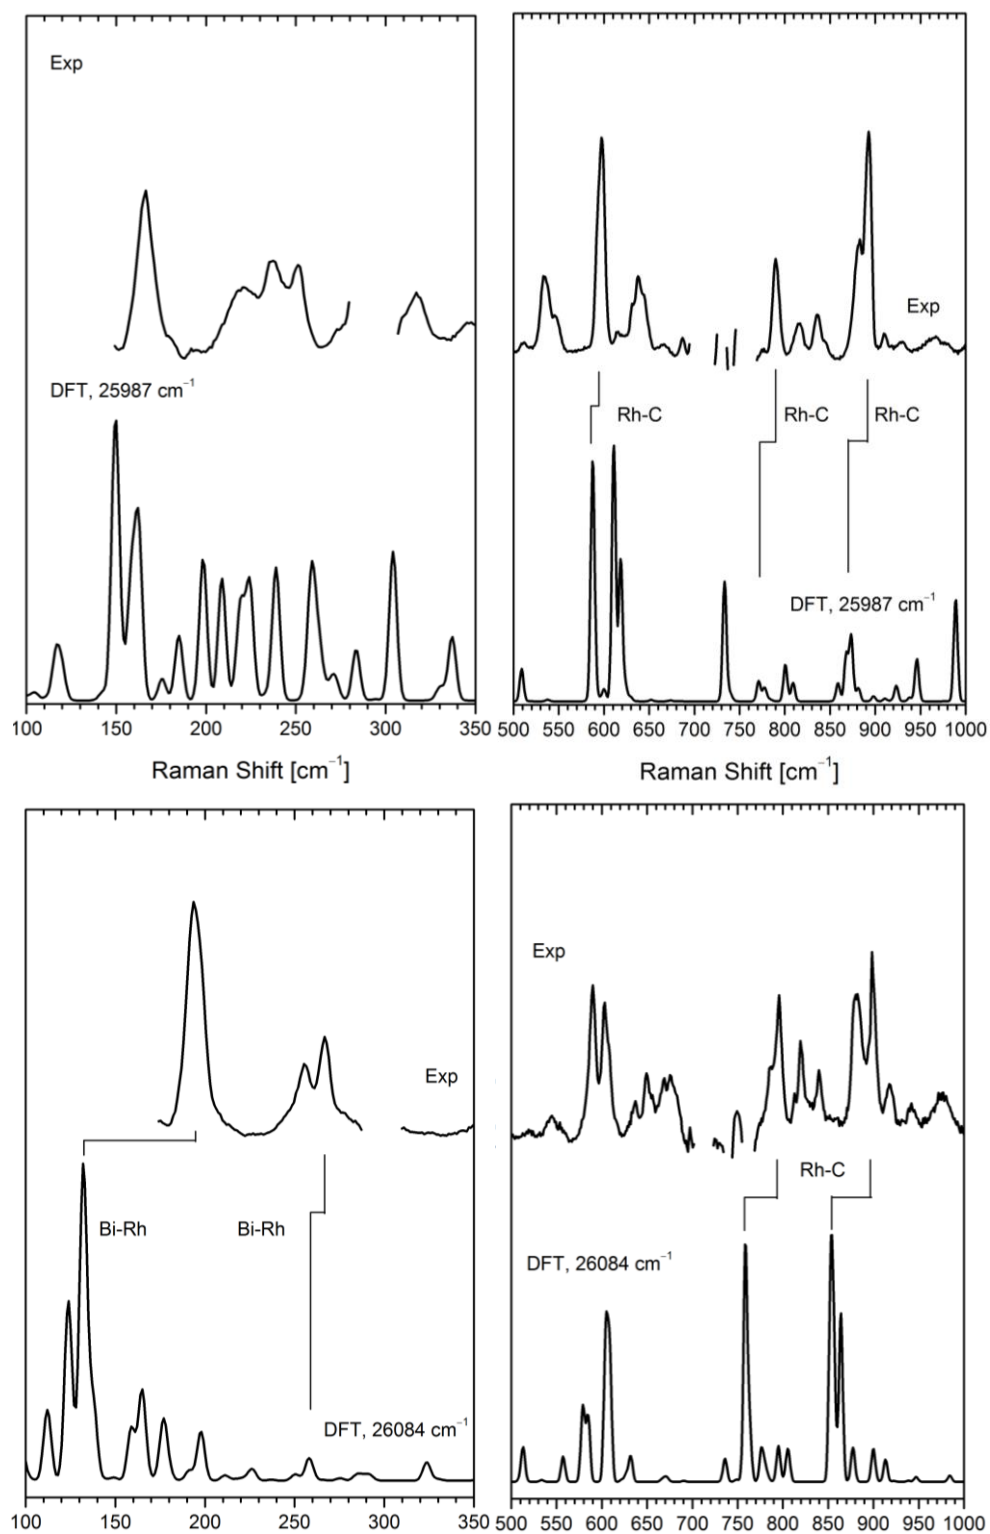 Exp
DFT, 25987 cm⁻¹
100 150 200 250 300 350
Raman Shift [cm⁻¹]
Exp
Rh-C
Rh-C
Rh-C
DFT, 25987 cm⁻¹
500 550 600 650 700 750 800 850 900 950 1000
Raman Shift [cm⁻¹]
Exp
Bi-Rh
Bi-Rh
DFT, 26084 cm⁻¹
100 150 200 250 300 350
Exp
Rh-C
DFT, 26084 cm⁻¹
500 550 600 650 700 750 800 850 900 950 1000